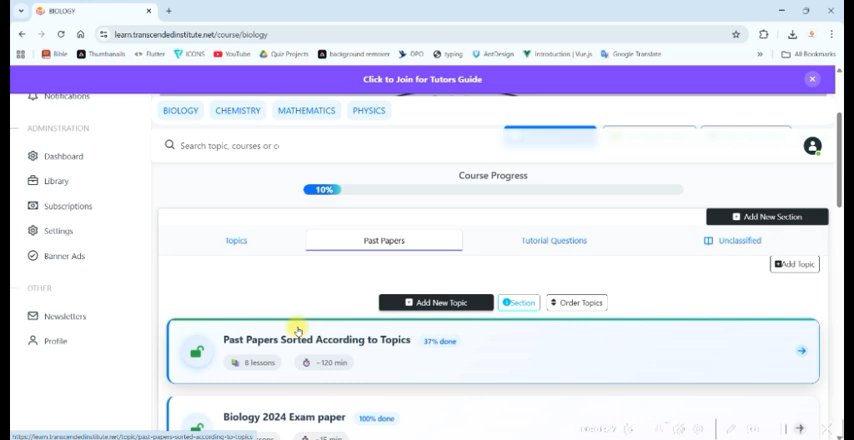 BIOLOGY
learn.transcendedinstitute.net/course/biology
Bible Thumbanails Flutter ICONS YouTube Quiz Projects background remover OPO typing AntDesign Introduction | Vue.js Google Translate All Bookmarks
Click to Join for Tutors Guide
Notifications
BIOLOGY CHEMISTRY MATHEMATICS PHYSICS
ADMINSTRATION
Search topic, courses or c
Dashboard
Course Progress
Library
10%
Subscriptions
Add New Section
Settings
Topics Past Papers Tutorial Questions Unclassified
Banner Ads
Add Topic
OTHER
Add New Topic Section Order Topics
Newsletters
Past Papers Sorted According to Topics 37% done
Profile
8 lessons ~120 min
Biology 2024 Exam paper 100% done
https://learn.transcendedinstitute.net/topic/past-papers-sorted-according-to-topics
~15 min